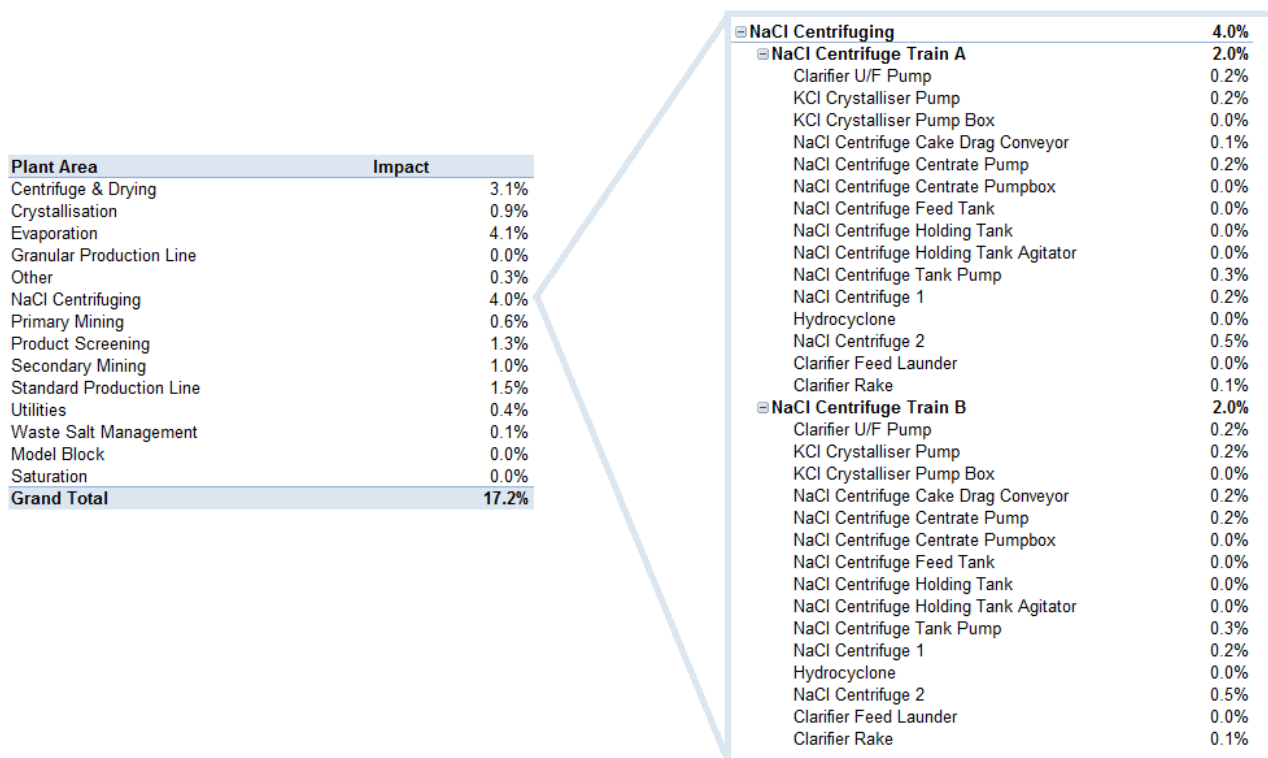 Plant Area Impact
Centrifuge & Drying 3.1%
Crystallisation 0.9%
Evaporation 4.1%
Granular Production Line 0.0%
Other 0.3%
NaCl Centrifuging 4.0%
Primary Mining 0.6%
Product Screening 1.3%
Secondary Mining 1.0%
Standard Production Line 1.5%
Utilities 0.4%
Waste Salt Management 0.1%
Model Block 0.0%
Saturation 0.0%
Grand Total 17.2%
NaCl Centrifuging 4.0%
NaCl Centrifuge Train A 2.0%
Clarifier U/F Pump 0.2%
KCl Crystalliser Pump 0.2%
KCl Crystalliser Pump Box 0.0%
NaCl Centrifuge Cake Drag Conveyor 0.1%
NaCl Centrifuge Centrate Pump 0.2%
NaCl Centrifuge Centrate Pumpbox 0.0%
NaCl Centrifuge Feed Tank 0.0%
NaCl Centrifuge Holding Tank 0.0%
NaCl Centrifuge Holding Tank Agitator 0.0%
NaCl Centrifuge Tank Pump 0.3%
NaCl Centrifuge 1 0.2%
Hydrocyclone 0.0%
NaCl Centrifuge 2 0.5%
Clarifier Feed Launder 0.0%
Clarifier Rake 0.1%
NaCl Centrifuge Train B 2.0%
Clarifier U/F Pump 0.2%
KCl Crystalliser Pump 0.2%
KCl Crystalliser Pump Box 0.0%
NaCl Centrifuge Cake Drag Conveyor 0.2%
NaCl Centrifuge Centrate Pump 0.2%
NaCl Centrifuge Centrate Pumpbox 0.0%
NaCl Centrifuge Feed Tank 0.0%
NaCl Centrifuge Holding Tank 0.0%
NaCl Centrifuge Holding Tank Agitator 0.0%
NaCl Centrifuge Tank Pump 0.3%
NaCl Centrifuge 1 0.2%
Hydrocyclone 0.0%
NaCl Centrifuge 2 0.5%
Clarifier Feed Launder 0.0%
Clarifier Rake 0.1%